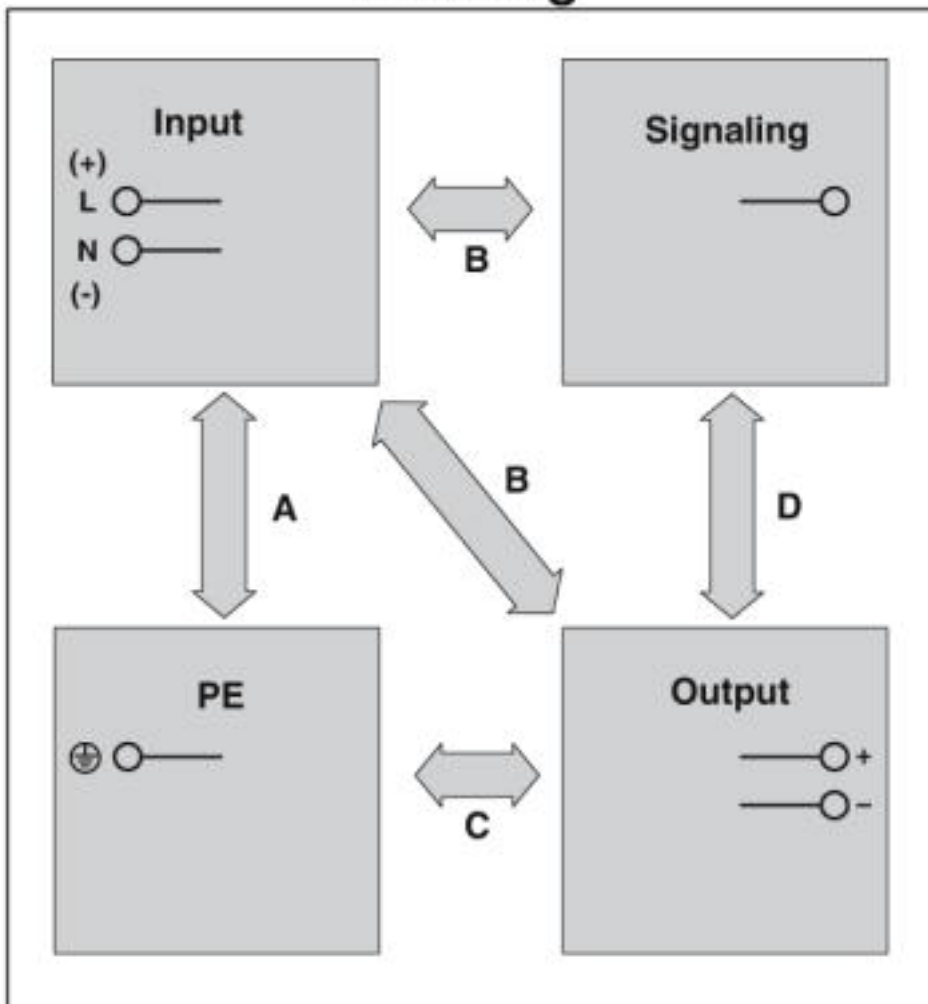 Input
(+)
L
N
(-)
Signaling
B
A
B
D
PE
Output
+
–
C